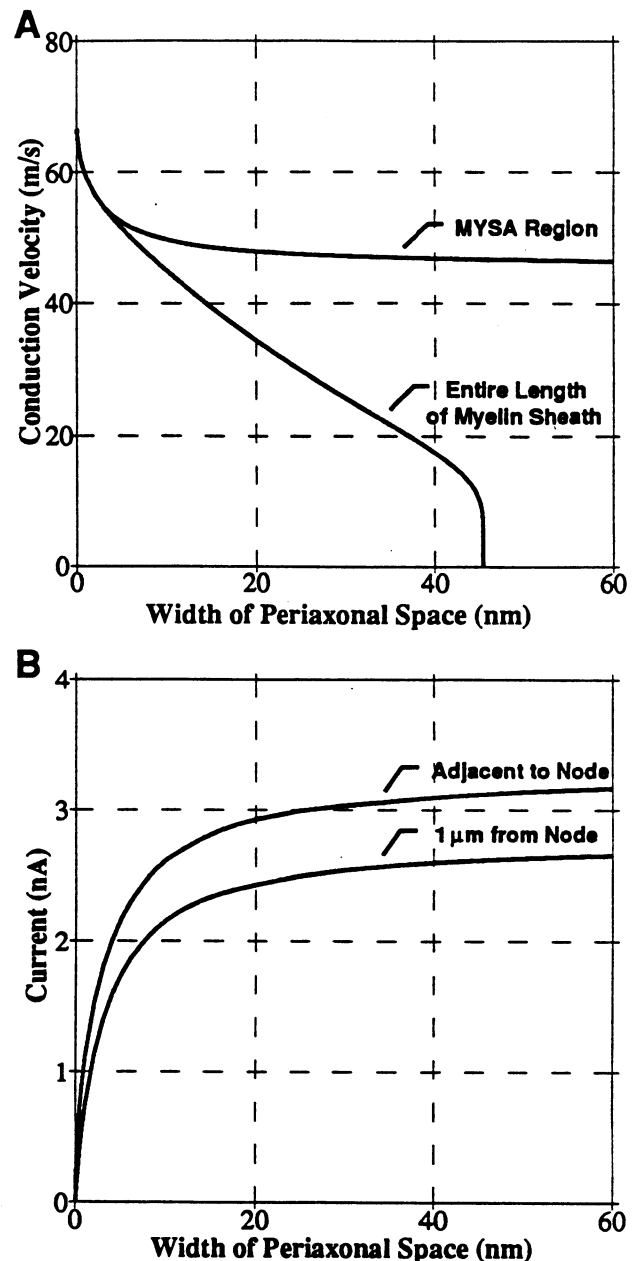 A
80
60
40
20
0
Conduction Velocity (m/s)
MYSA Region
Entire Length
of Myelin Sheath
0 20 40 60
Width of Periaxonal Space (nm)
B
4
3
2
1
0
Current (nA)
Adjacent to Node
1 μm from Node
0 20 40 60
Width of Periaxonal Space (nm)